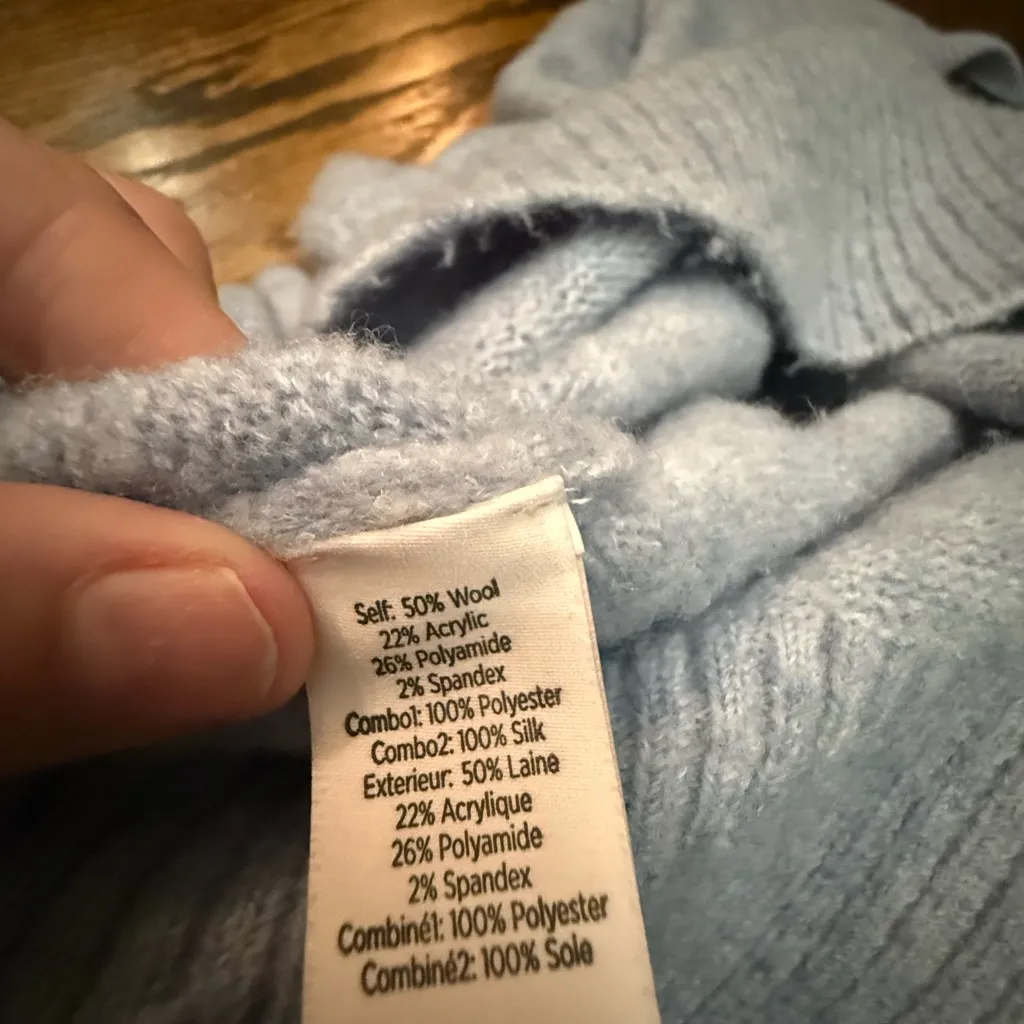 Self: 50% Wool
22% Acrylic
26% Polyamide
2% Spandex
Combo1: 100% Polyester
Combo2: 100% Silk
Exterieur: 50% Laine
22% Acrylique
26% Polyamide
2% Spandex
Combiné1: 100% Polyester
Combiné2: 100% Soie